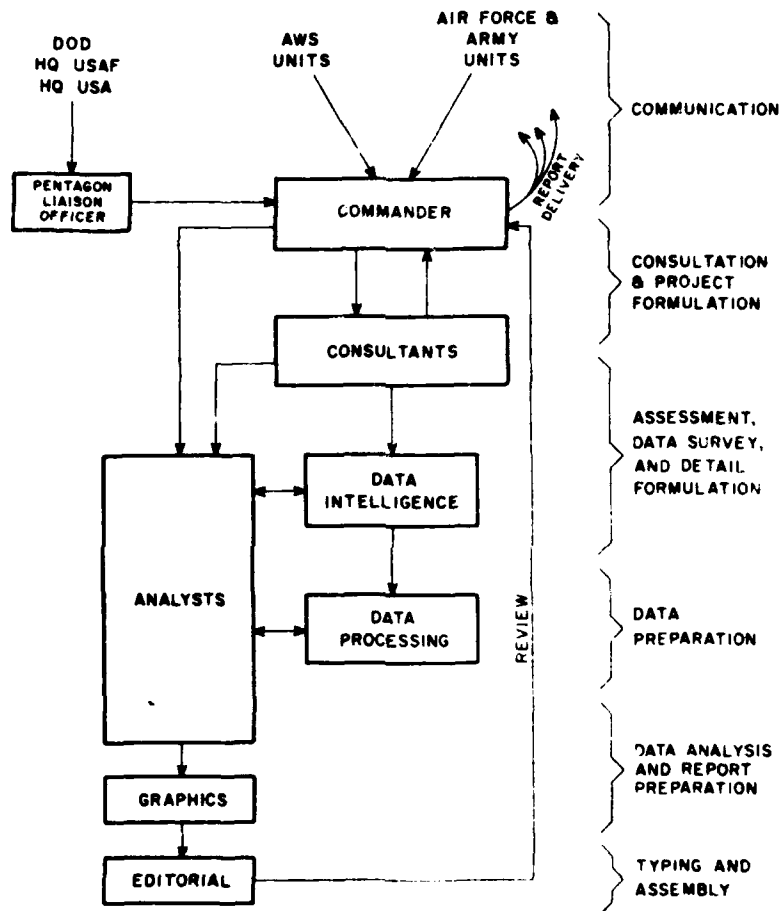 DOD
HQ USAF
HQ USA
AWS
UNITS
AIR FORCE &
ARMY
UNITS
COMMUNICATION
REPORT
DELIVERY
PENTAGON
LIAISON
OFFICER
COMMANDER
CONSULTATION
& PROJECT
FORMULATION
CONSULTANTS
ASSESSMENT,
DATA SURVEY,
AND DETAIL
FORMULATION
DATA
INTELLIGENCE
ANALYSTS
DATA
PROCESSING
REVIEW
DATA
PREPARATION
DATA ANALYSIS
AND REPORT
PREPARATION
GRAPHICS
EDITORIAL
TYPING AND
ASSEMBLY